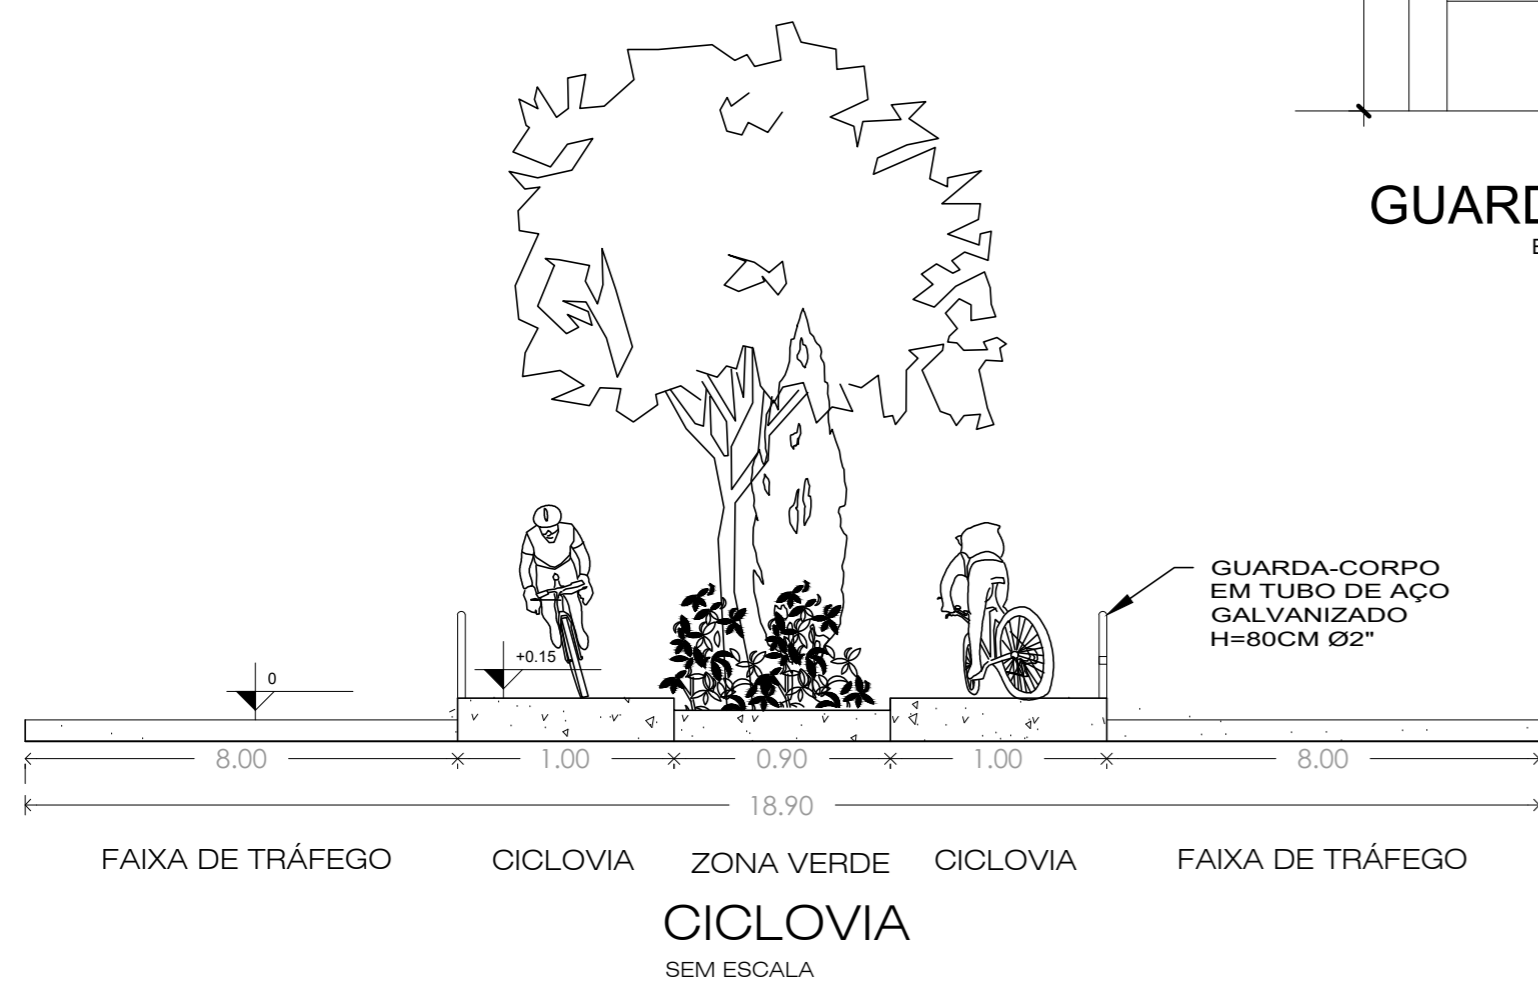 GUARD
E
GUARDA-CORPO
EM TUBO DE AÇO
GALVANIZADO
H=80CM Ø2"
+0.15
0
8.00 1.00 0.90 1.00 8.00
18.90
FAIXA DE TRÁFEGO CICLOVIA ZONA VERDE CICLOVIA FAIXA DE TRÁFEGO
CICLOVIA
SEM ESCALA